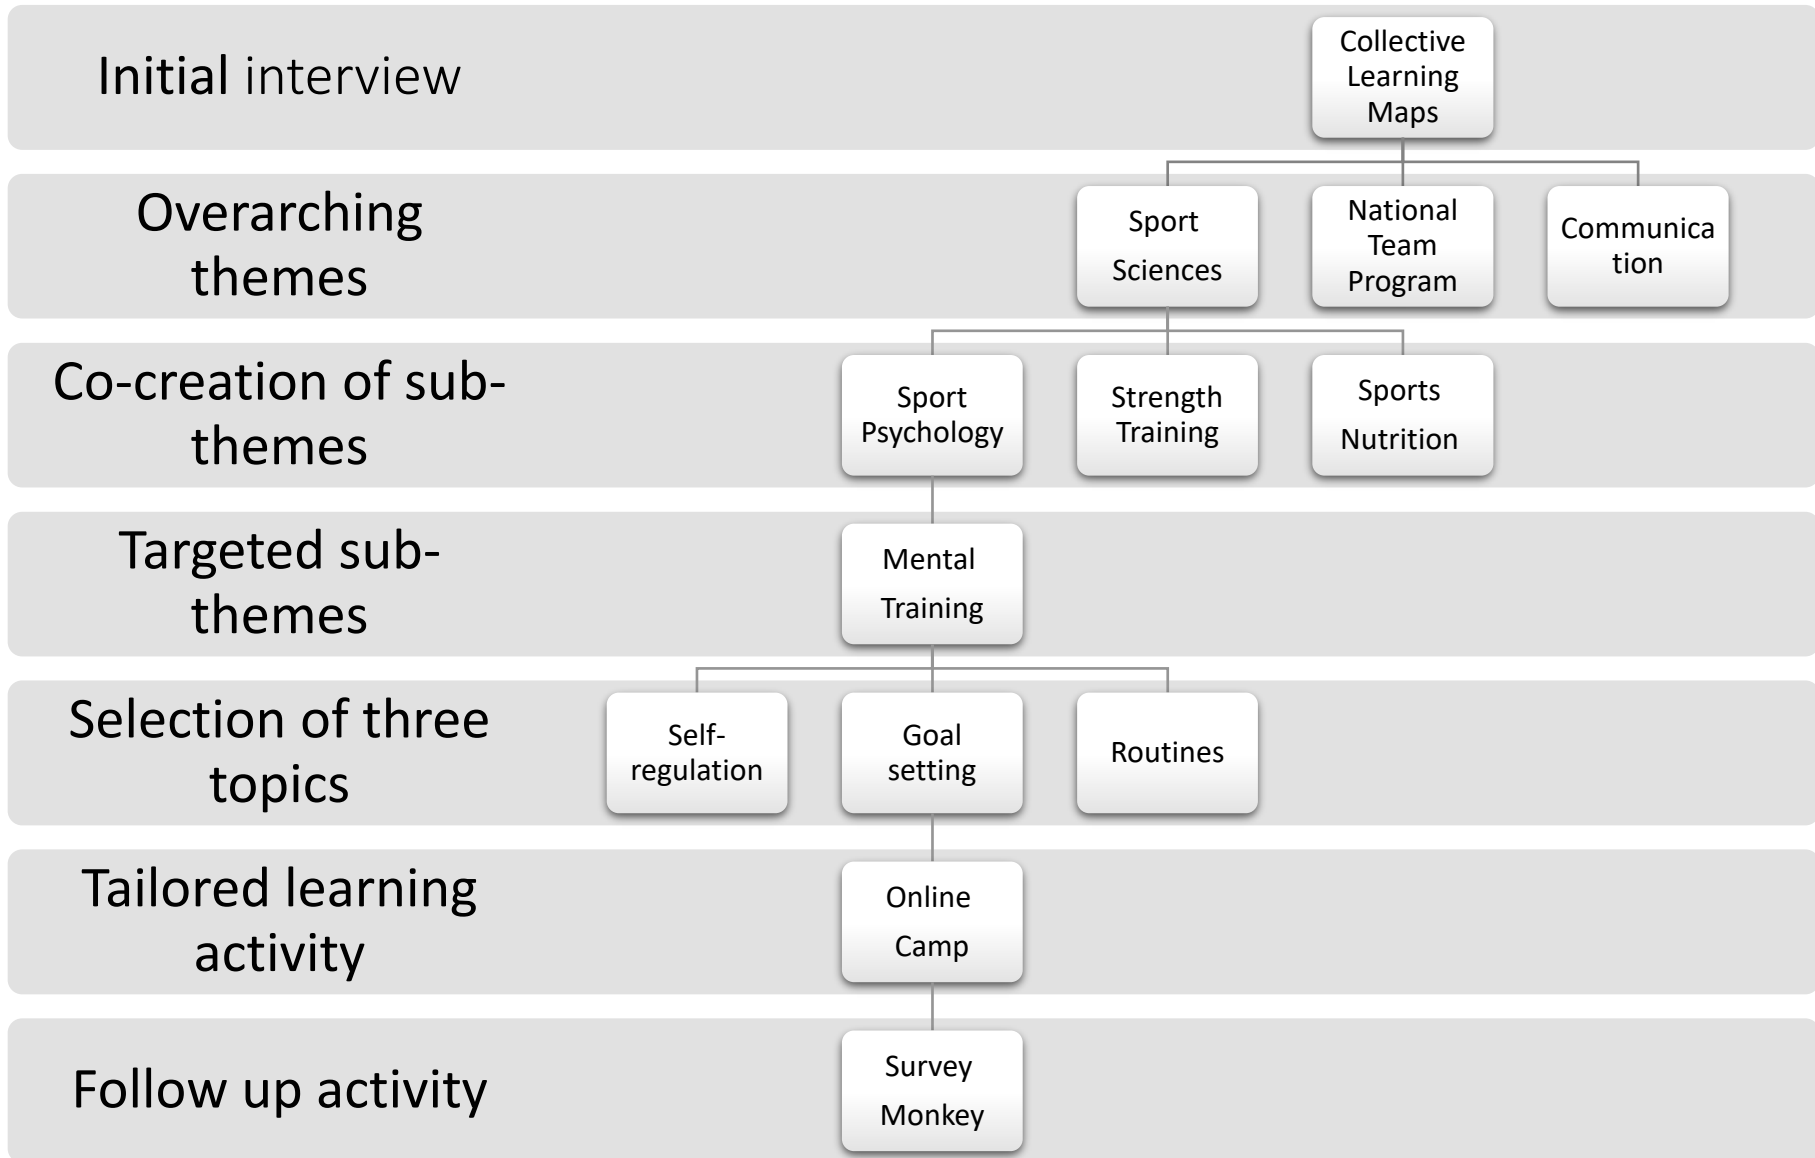 Initial interview
Collective
Learning
Maps
Overarching
themes
Sport
Sciences
National
Team
Program
Communica
tion
Co-creation of sub-
themes
Sport
Psychology
Strength
Training
Sports
Nutrition
Targeted sub-
themes
Mental
Training
Selection of three
topics
Self-
regulation
Goal
setting
Routines
Tailored learning
activity
Online
Camp
Follow up activity
Survey
Monkey